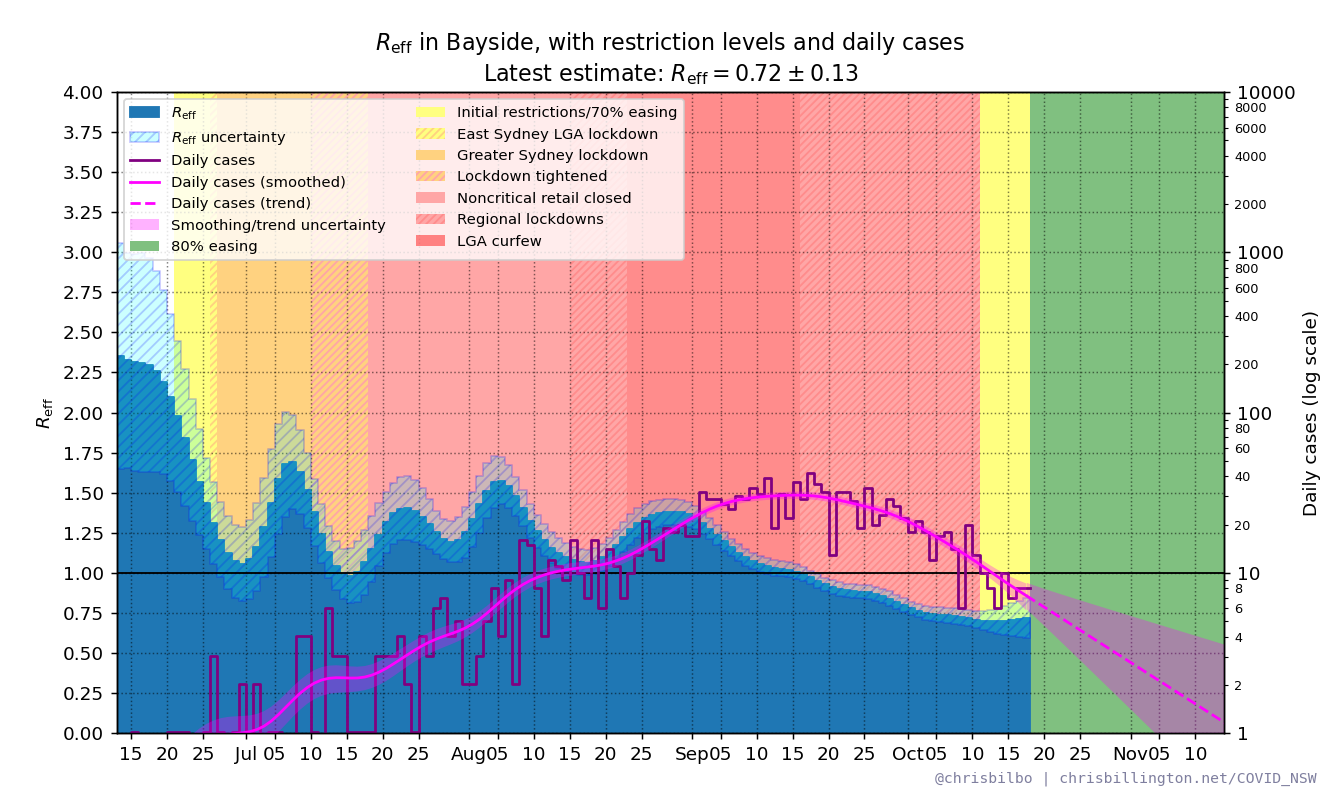 Reff in Bayside, with restriction levels and daily cases
Latest estimate: Reff = 0.72 ± 0.13
Reff
Reff uncertainty
Daily cases
Daily cases (smoothed)
Daily cases (trend)
Smoothing/trend uncertainty
80% easing
Initial restrictions/70% easing
East Sydney LGA lockdown
Greater Sydney lockdown
Lockdown tightened
Noncritical retail closed
Regional lockdowns
LGA curfew
4.00
3.75
3.50
3.25
3.00
2.75
2.50
2.25
2.00
1.75
1.50
1.25
1.00
0.75
0.50
0.25
0.00
Reff
10000
8000
6000
4000
2000
1000
800
600
400
200
100
80
60
40
20
10
8
6
4
2
1
Daily cases (log scale)
15 20 25 Jul 05 10 15 20 25 Aug05 10 15 20 25 Sep05 10 15 20 25 Oct05 10 15 20 25 Nov05 10
@chrisbilbo | chrisbillington.net/COVID_NSW